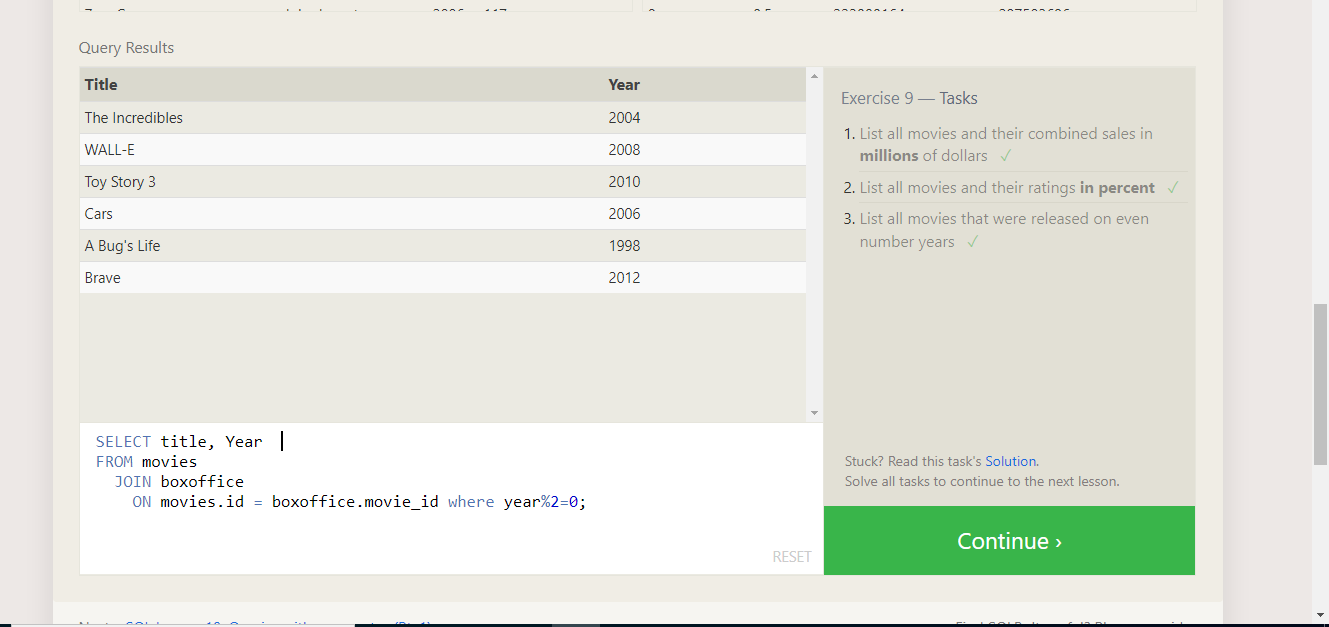 Query Results
Title Year
The Incredibles 2004
WALL-E 2008
Toy Story 3 2010
Cars 2006
A Bug's Life 1998
Brave 2012
Exercise 9 — Tasks
1. List all movies and their combined sales in
millions of dollars ✓
2. List all movies and their ratings in percent ✓
3. List all movies that were released on even
number years ✓
Stuck? Read this task's Solution.
Solve all tasks to continue to the next lesson.
Continue ›
SELECT title, Year
FROM movies
JOIN boxoffice
ON movies.id = boxoffice.movie_id where year%2=0;
RESET